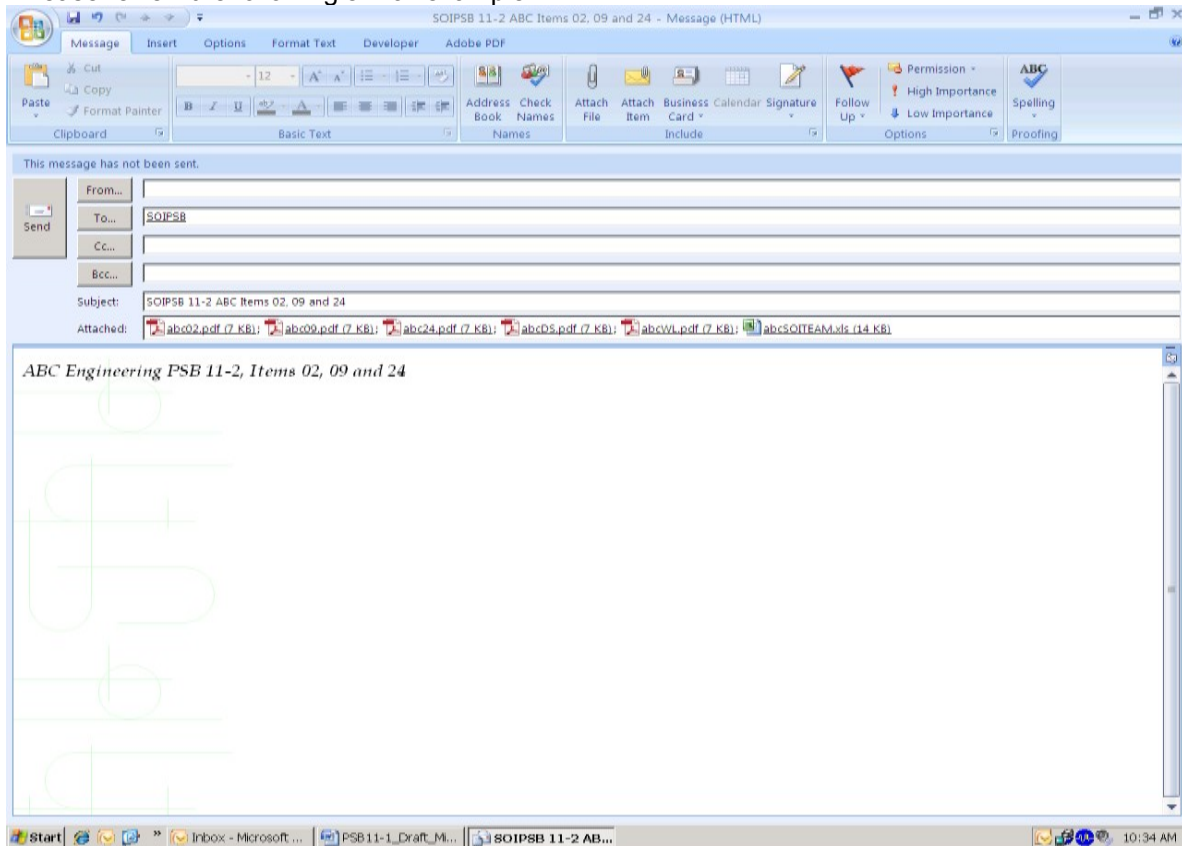 SOIPSB 11-2 ABC Items 02, 09 and 24 - Message (HTML)
Message Insert Options Format Text Developer Adobe PDF
Paste
Cut
Copy
Format Painter
Clipboard
12
B I U
Basic Text
Address Book
Check Names
Names
Attach File
Attach Item
Business Card
Calendar
Signature
Include
Follow Up
Permission
High Importance
Low Importance
Options
ABC
Spelling
Proofing
This message has not been sent.
Send
From...
To... SOIPSB
Cc...
Bcc...
Subject: SOIPSB 11-2 ABC Items 02, 09 and 24
Attached: abc02.pdf (7 KB); abc09.pdf (7 KB); abc24.pdf (7 KB); abcDS.pdf (7 KB); abcWL.pdf (7 KB); abcSOITEAM.xls (14 KB)
ABC Engineering PSB 11-2, Items 02, 09 and 24
Start » Inbox - Microsoft ... PSB11-1_Draft_Mi... SOIPSB 11-2 AB... 10:34 AM